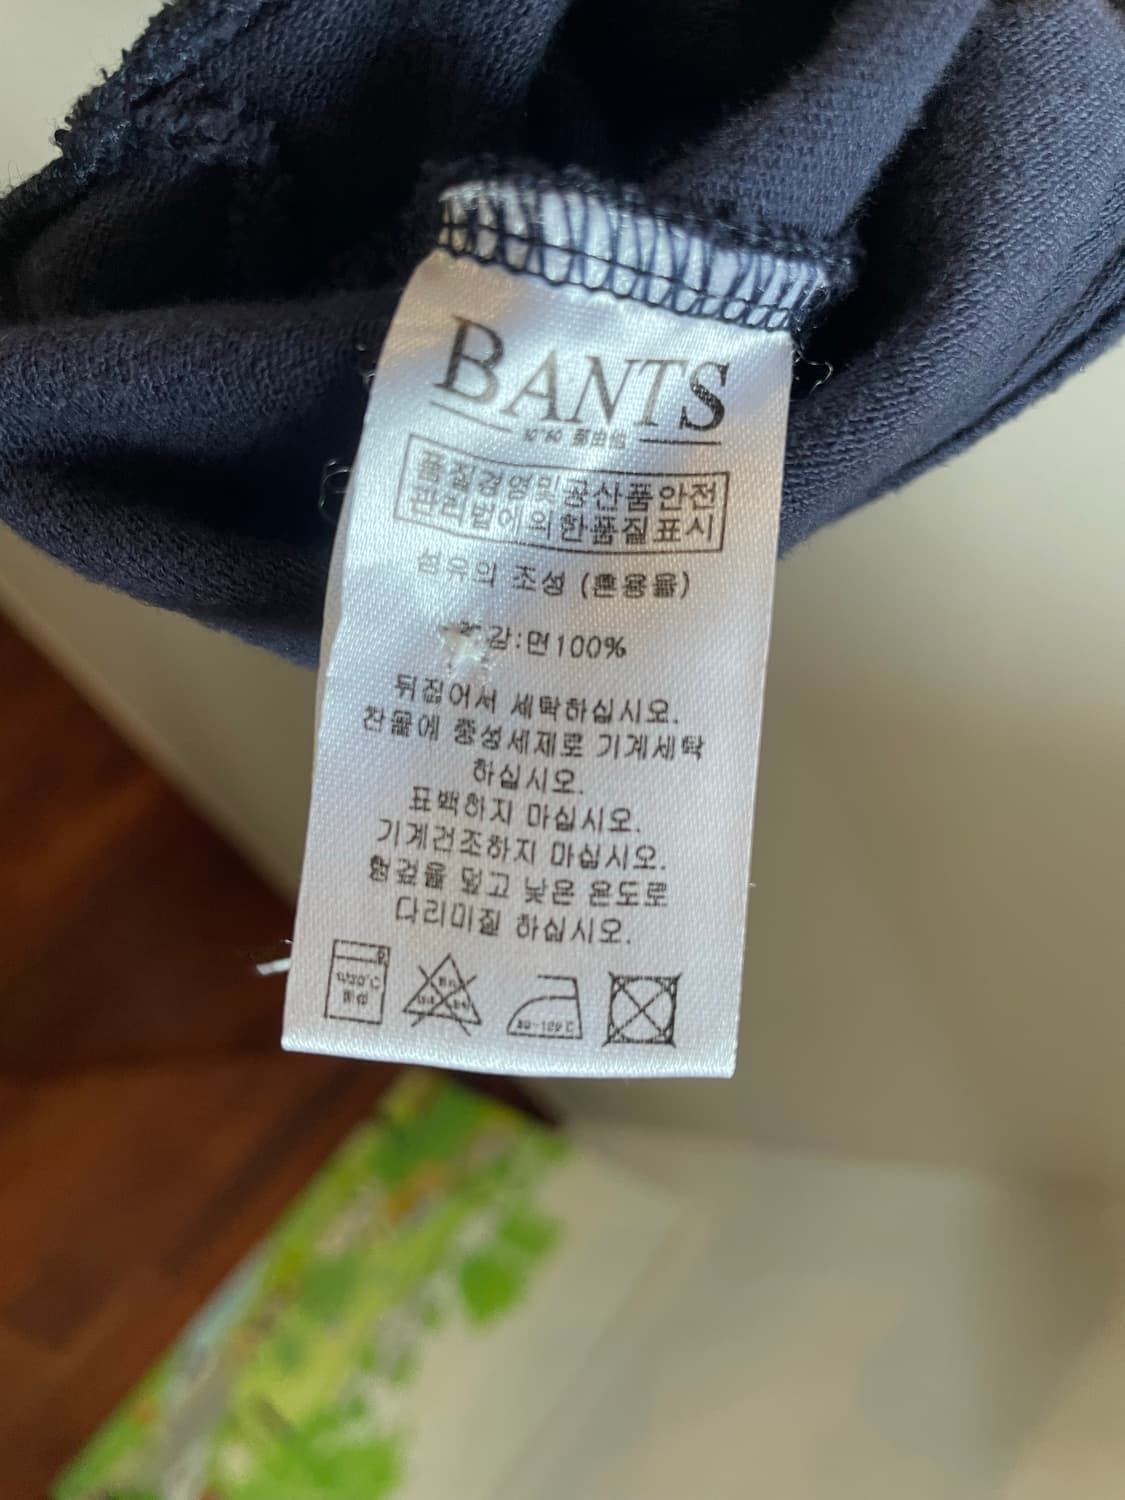 BANTS
품질경영및공산품안전
관리법에의한품질표시
섬유의 조성 (혼용율)
감:면100%
뒤집어서 세탁하십시오.
찬물에 중성세제로 기계세탁
하십시오.
표백하지 마십시오.
기계건조하지 마십시오.
헝겊을 덮고 낮은 온도로
다리미질 하십시오.